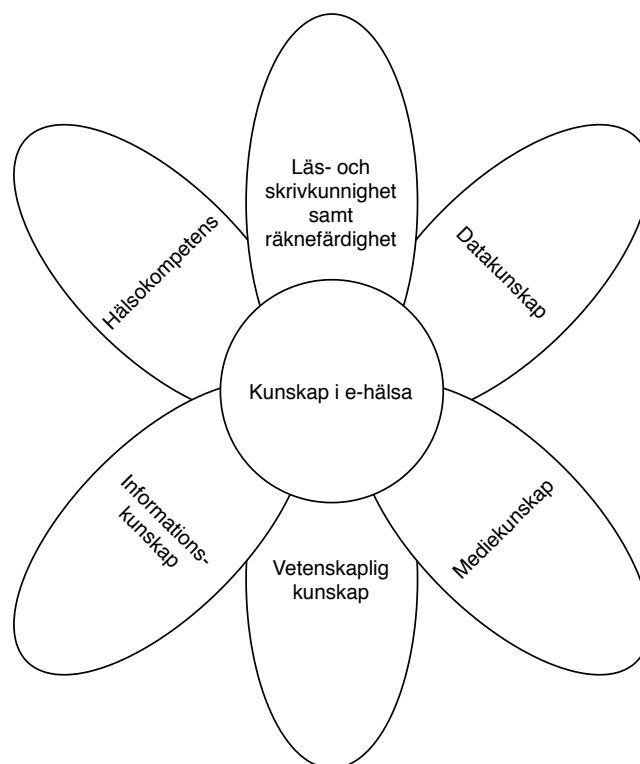 Läs- och
skrivkunnighet
samt
räknefärdighet
Hälsokompetens
Datakunskap
Kunskap i e-hälsa
Informations-
kunskap
Mediekunskap
Vetenskaplig
kunskap